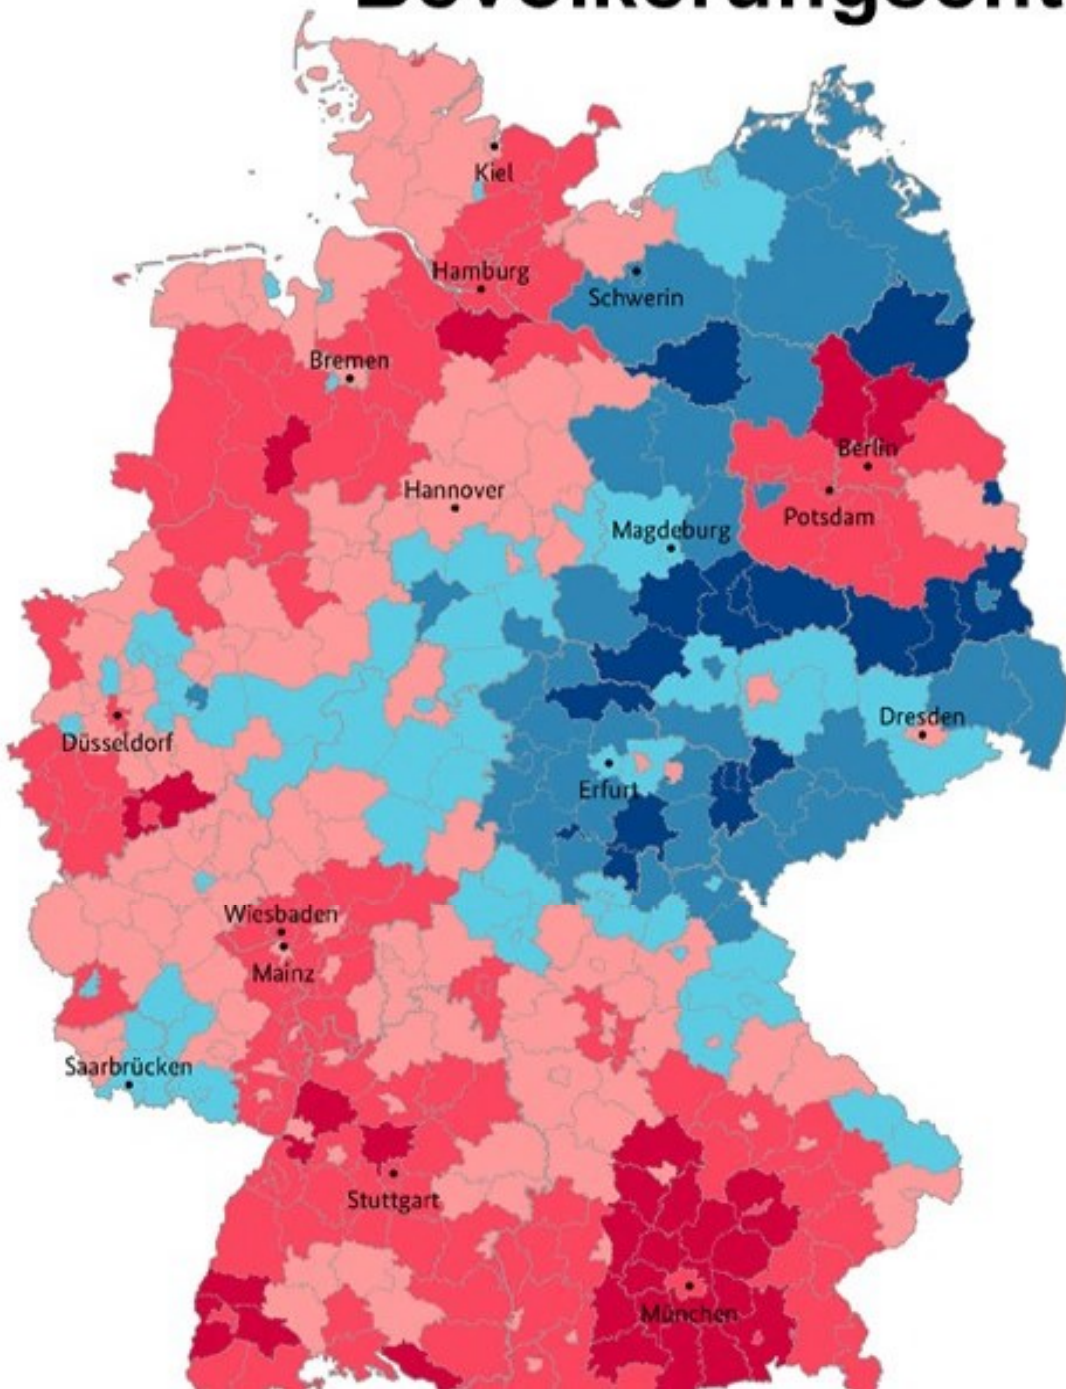 Kiel
Hamburg
Schwerin
Bremen
Berlin
Hannover
Potsdam
Magdeburg
Düsseldorf
Dresden
Erfurt
Wiesbaden
Mainz
Saarbrücken
Stuttgart
München